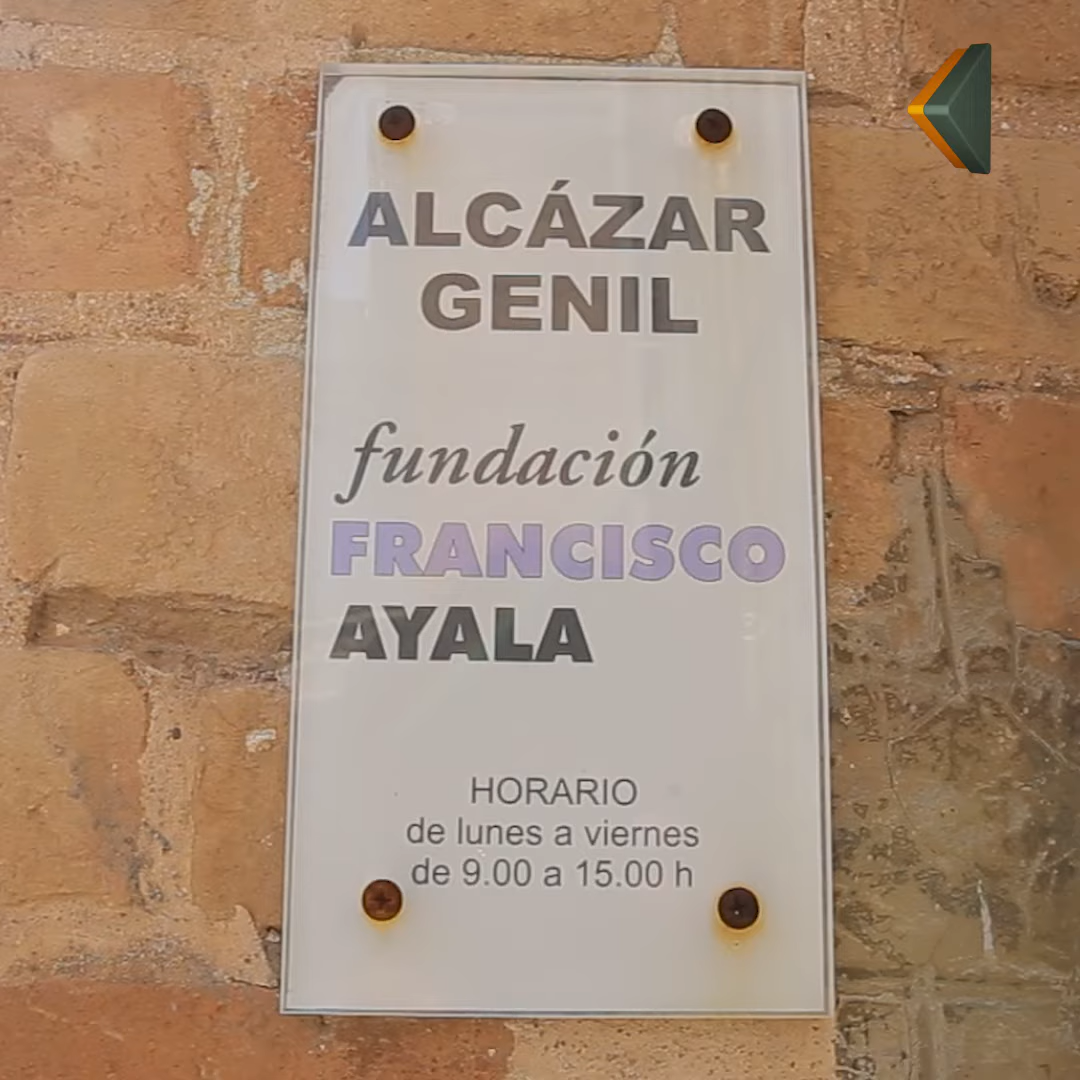 ALCÁZAR
GENIL
fundación
FRANCISCO
AYALA
HORARIO
de lunes a viernes
de 9.00 a 15.00 h